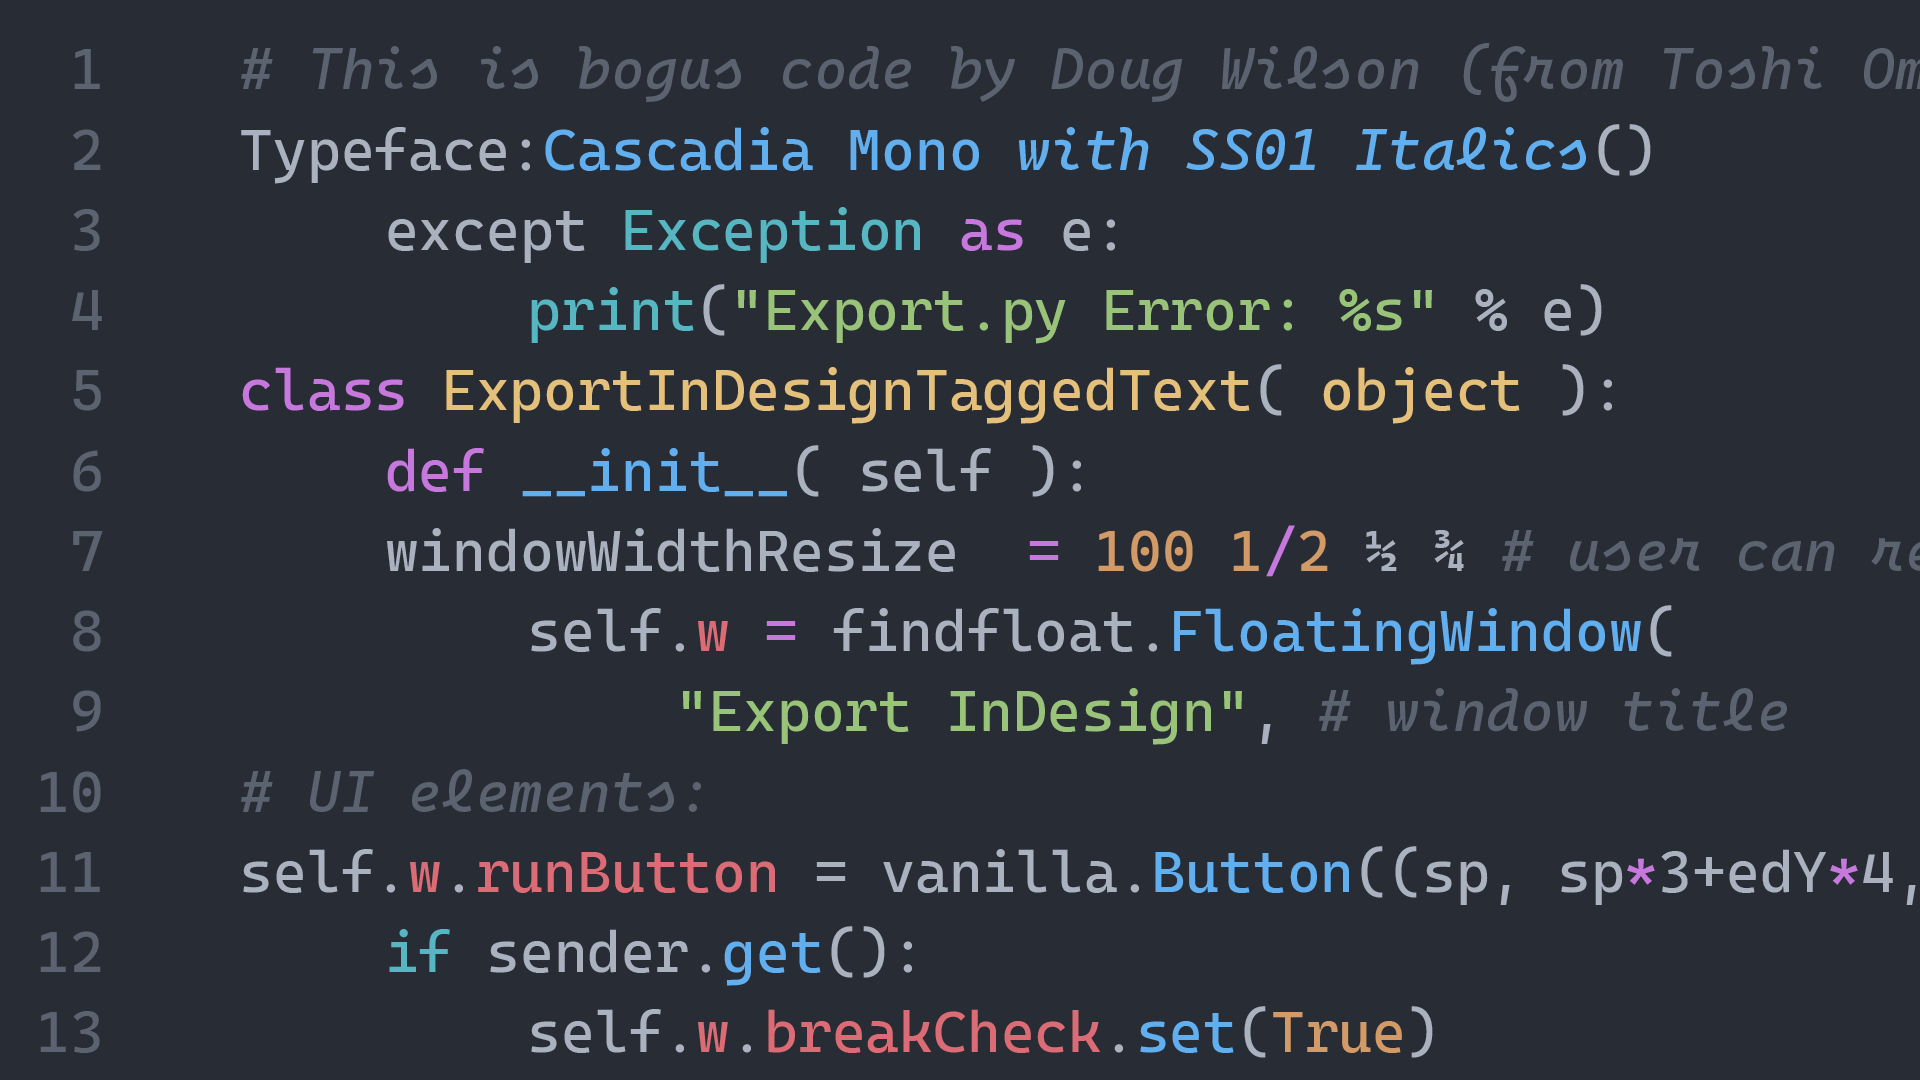 1 # This is bogus code by Doug Wilson (from Toshi Om
2 Typeface:Cascadia Mono with SS01 Italics()
3 except Exception as e:
4 print("Export.py Error: %s" % e)
5 class ExportInDesignTaggedText( object ):
6 def __init__( self ):
7 windowWidthResize  = 100 1/2 ½ ¾ # user can re
8 self.w = findfloat.FloatingWindow(
9 "Export InDesign", # window title
10 # UI elements:
11 self.w.runButton = vanilla.Button((sp, sp*3+edY*4,
12 if sender.get():
13 self.w.breakCheck.set(True)